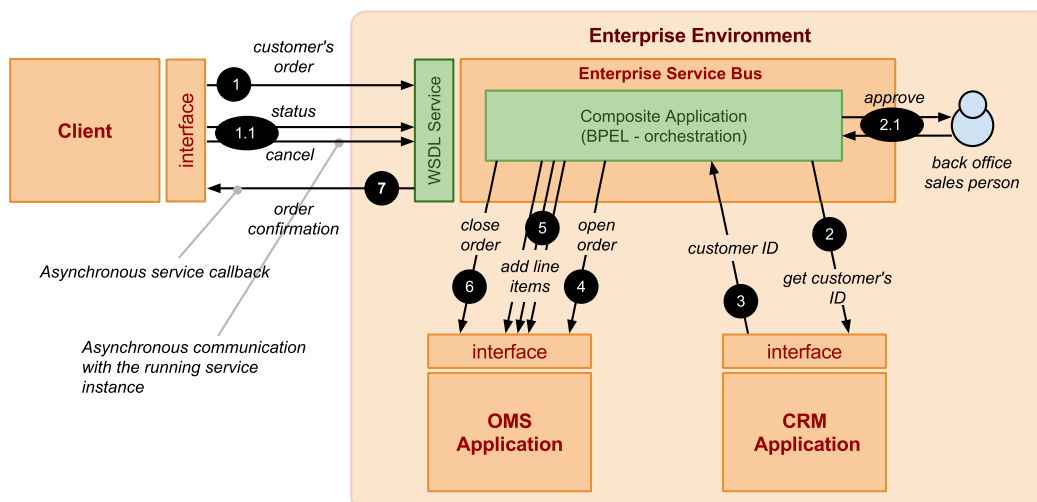 Enterprise Environment
customer's
order
1
status
1.1
cancel
7
order
confirmation
Client
interface
WSDL Service
Enterprise Service Bus
Composite Application
(BPEL - orchestration)
approve
2.1
back office
sales person
close
order
6
5
add line
items
open
order
4
customer ID
3
2
get customer's
ID
Asynchronous service callback
Asynchronous communication
with the running service
instance
interface
OMS
Application
interface
CRM
Application